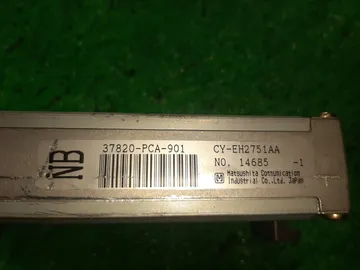 NB
37820-PCA-901
CY-EH2751AA
NO. 14685 -1
Matsushita Communication
Industrial Co.,Ltd. Japan